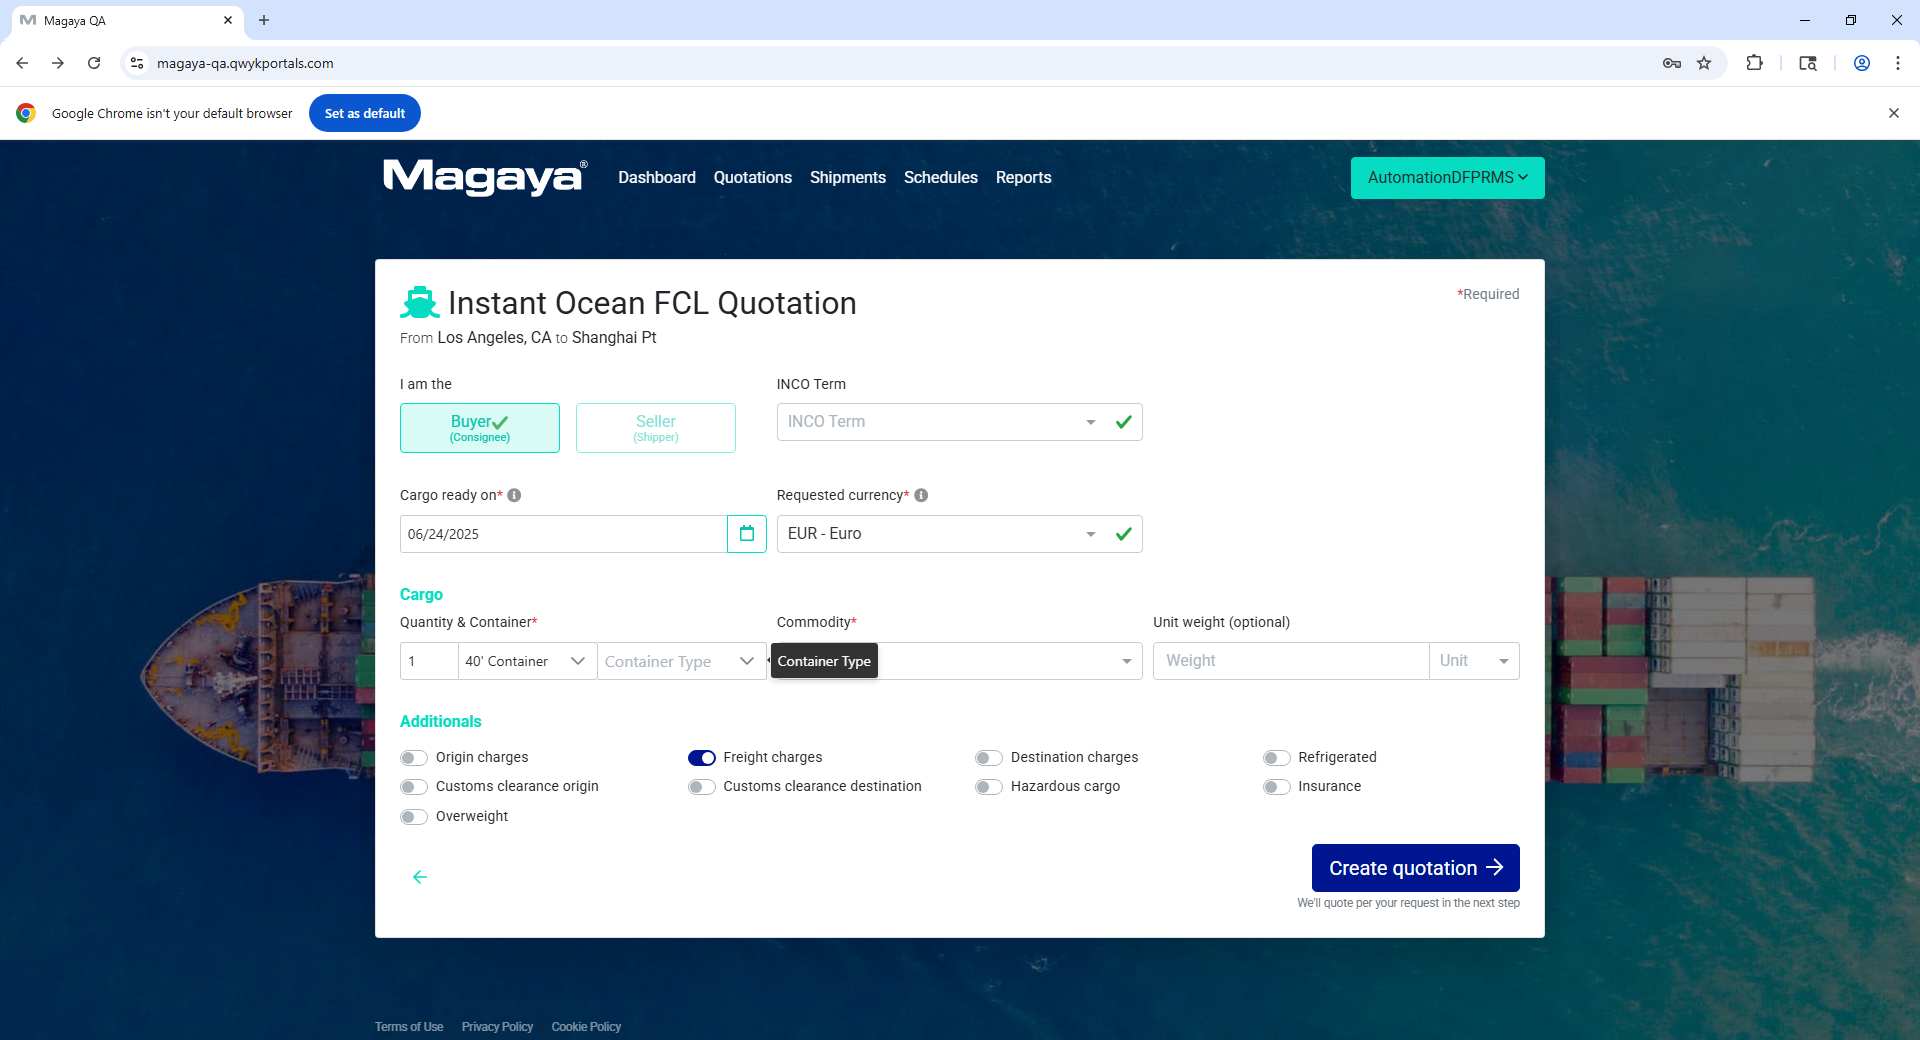 Magaya QA
magaya-qa.qwykportals.com
Google Chrome isn't your default browser
Set as default
Magaya®
Dashboard
Quotations
Shipments
Schedules
Reports
AutomationDFPRMS
Instant Ocean FCL Quotation
*Required
From Los Angeles, CA to Shanghai Pt
I am the
INCO Term
Buyer
(Consignee)
Seller
(Shipper)
INCO Term
Cargo ready on*
Requested currency*
06/24/2025
EUR - Euro
Cargo
Quantity & Container*
Commodity*
Unit weight (optional)
1
40' Container
Container Type
Container Type
Weight
Unit
Additionals
Origin charges
Freight charges
Destination charges
Refrigerated
Customs clearance origin
Customs clearance destination
Hazardous cargo
Insurance
Overweight
Create quotation
We'll quote per your request in the next step
Terms of Use
Privacy Policy
Cookie Policy